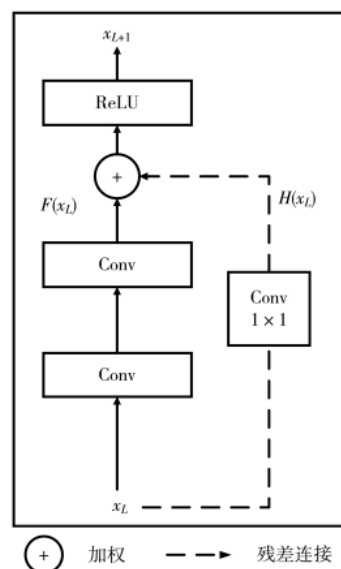 x_{L+1}
ReLU
+
F(x_L) H(x_L)
Conv
Conv
1 × 1
Conv
x_L
+ 加权 残差连接